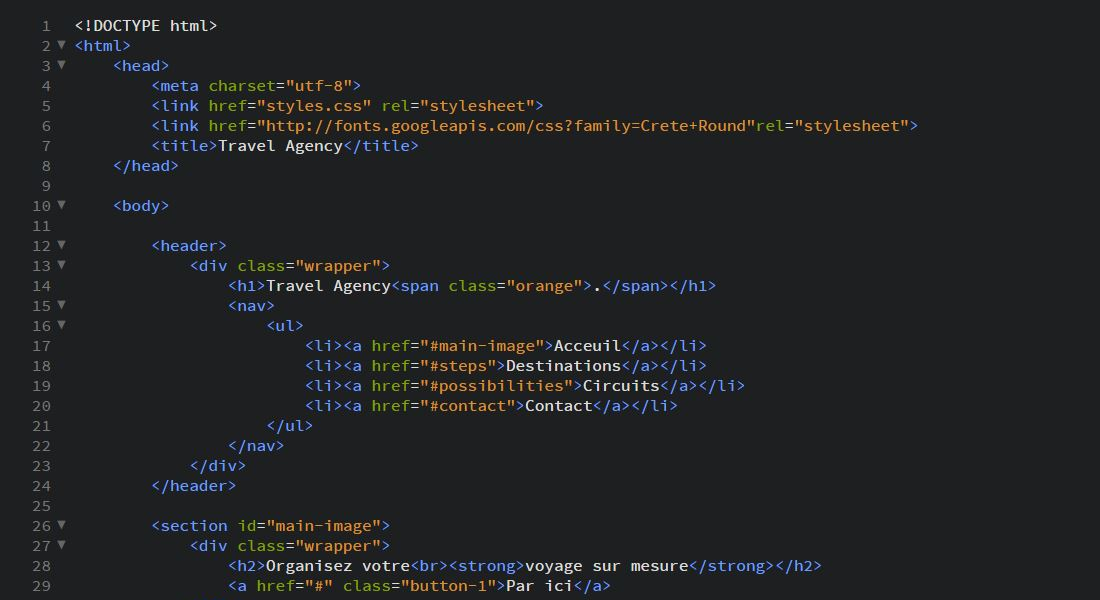 1 <!DOCTYPE html>
2 <html>
3 <head>
4 <meta charset="utf-8">
5 <link href="styles.css" rel="stylesheet">
6 <link href="http://fonts.googleapis.com/css?family=Crete+Round"rel="stylesheet">
7 <title>Travel Agency</title>
8 </head>
9
10 <body>
11
12 <header>
13 <div class="wrapper">
14 <h1>Travel Agency<span class="orange">.</span></h1>
15 <nav>
16 <ul>
17 <li><a href="#main-image">Acceuil</a></li>
18 <li><a href="#steps">Destinations</a></li>
19 <li><a href="#possibilities">Circuits</a></li>
20 <li><a href="#contact">Contact</a></li>
21 </ul>
22 </nav>
23 </div>
24 </header>
25
26 <section id="main-image">
27 <div class="wrapper">
28 <h2>Organisez votre<br><strong>voyage sur mesure</strong></h2>
29 <a href="#" class="button-1">Par ici</a>